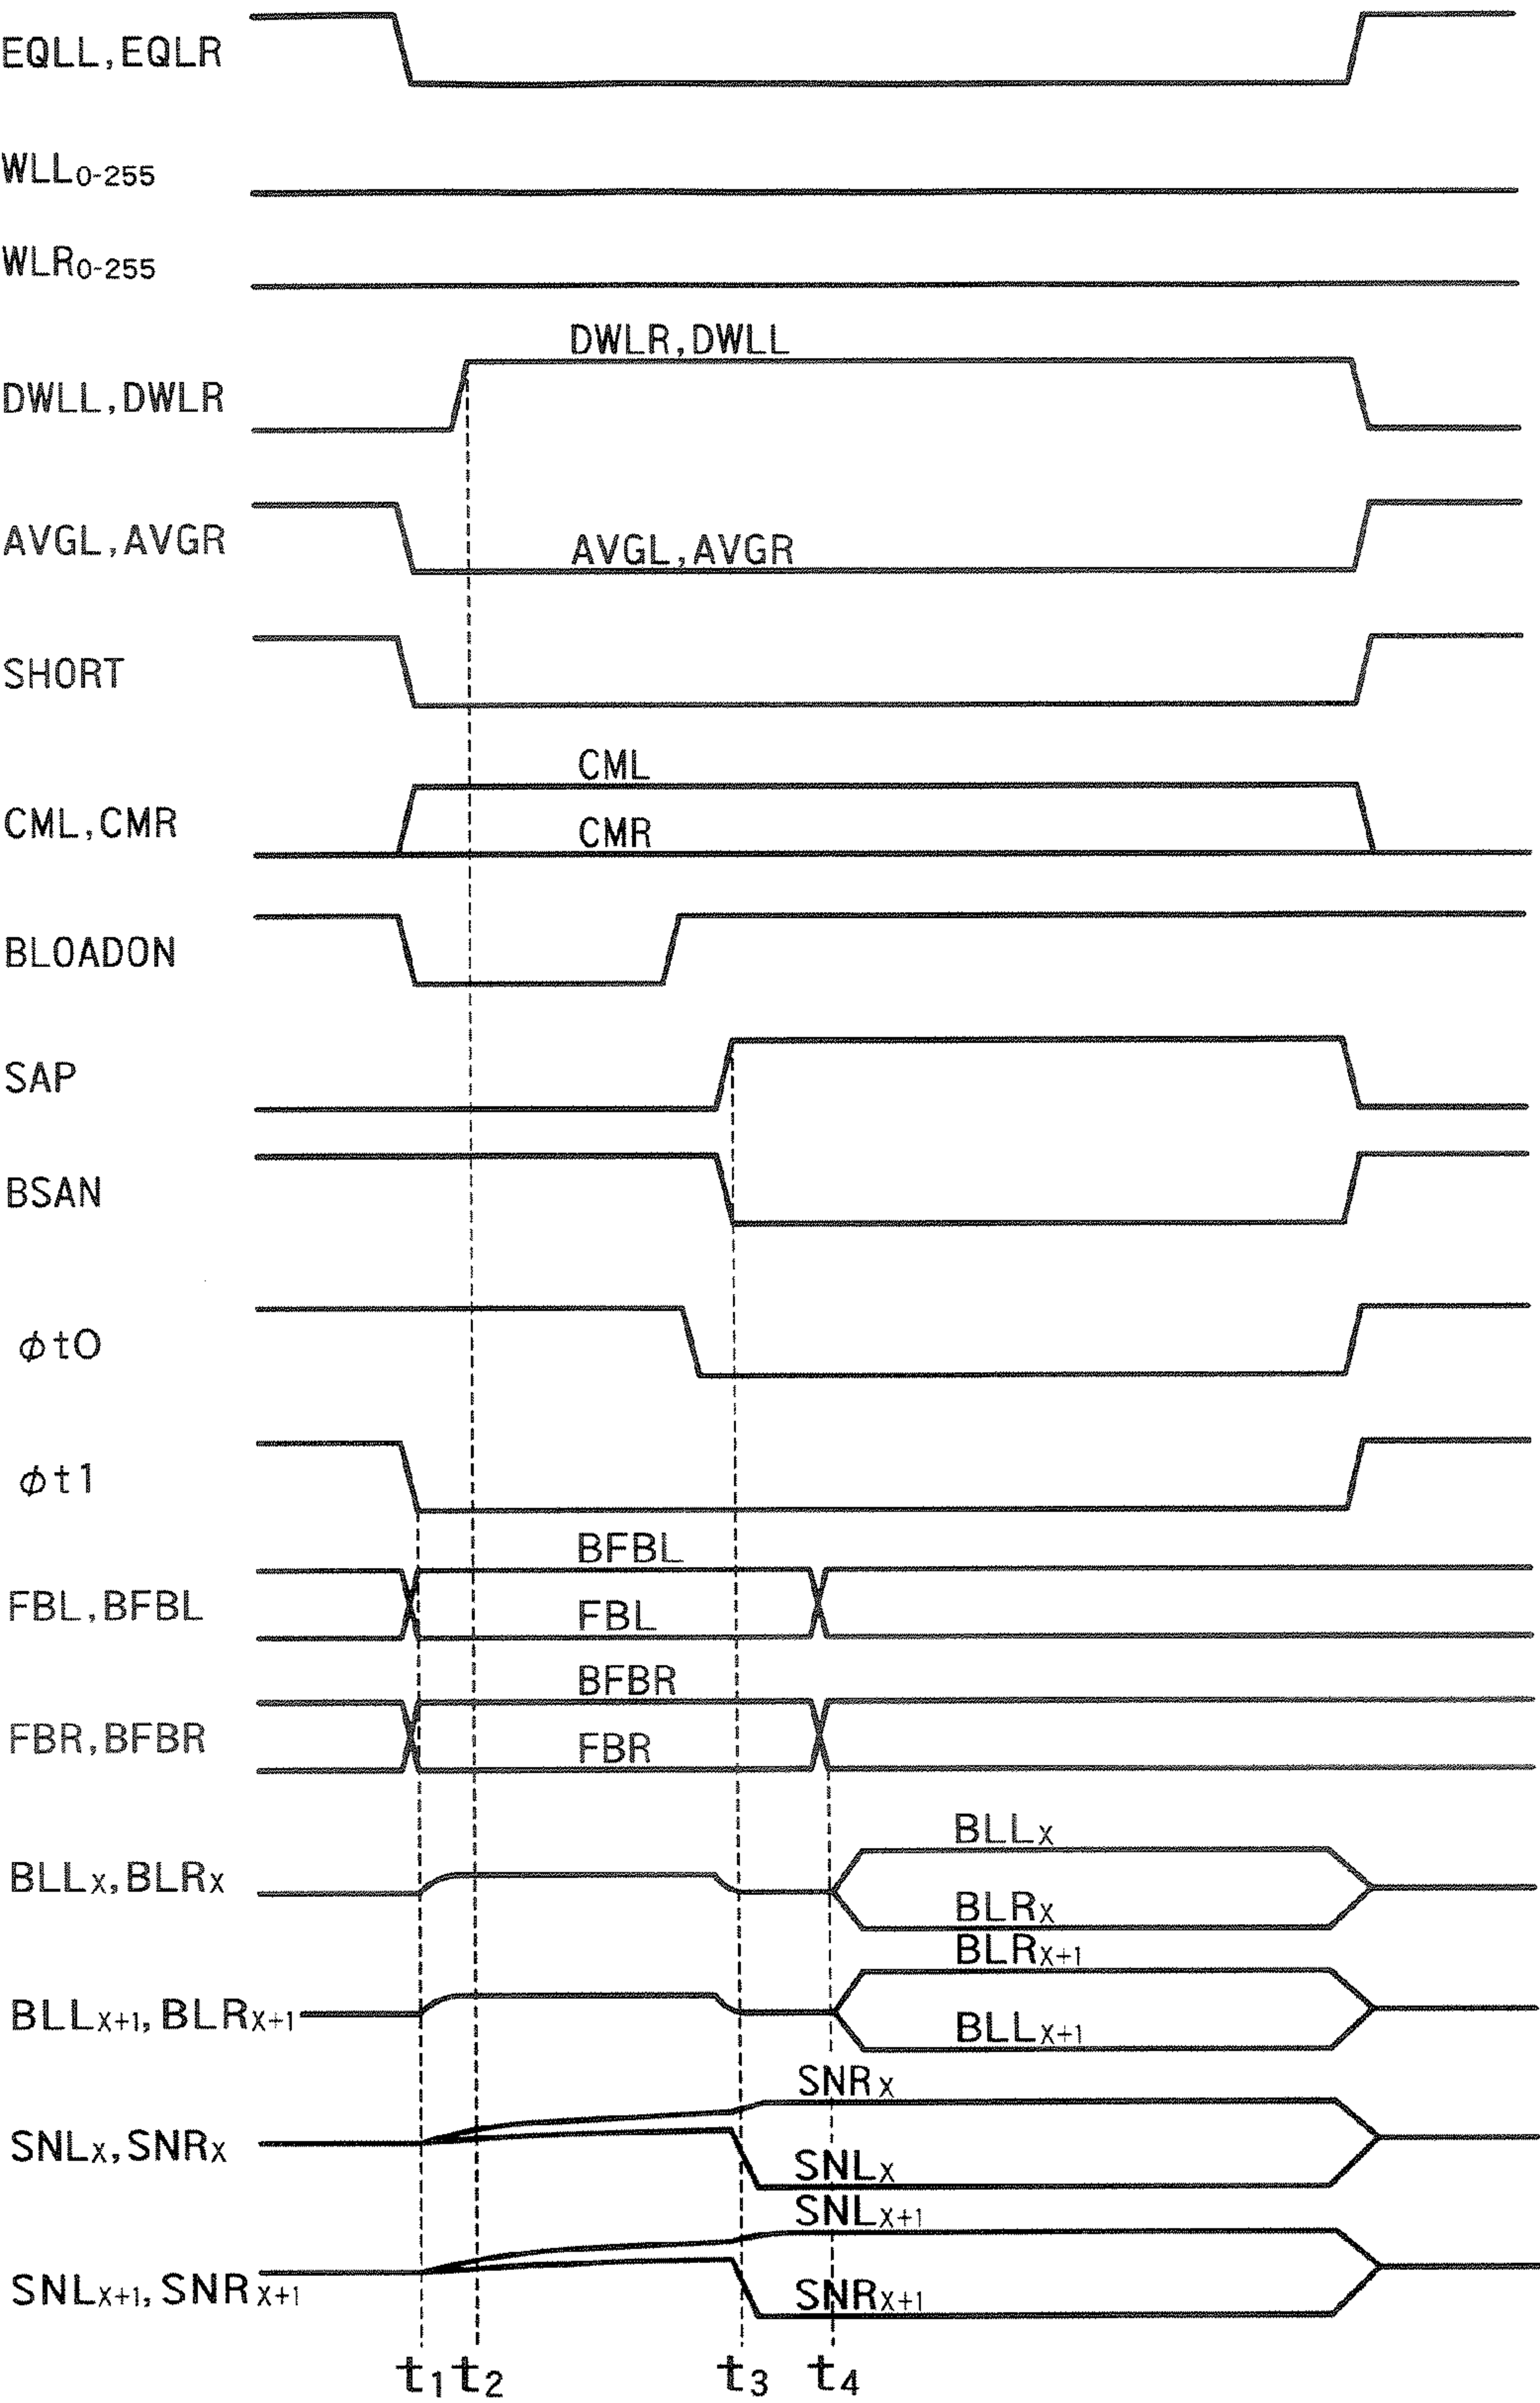 EQLL, EQLR
WLL0-255
WLR0-255
DWLR, DWLL
DWLL, DWLR
AVGL, AVGR
AVGL, AVGR
SHORT
CML
CML, CMR
CMR
BLOADON
SAP
BSAN
φt0
φt1
BFBL
FBL, BFBL
FBL
BFBR
FBR, BFBR
FBR
BLLX
BLLX, BLRX
BLRX
BLRX+1
BLLX+1, BLRX+1
BLLX+1
SNRX
SNLX, SNRX
SNLX
SNLX+1
SNLX+1, SNRX+1
SNRX+1
t1 t2 t3 t4